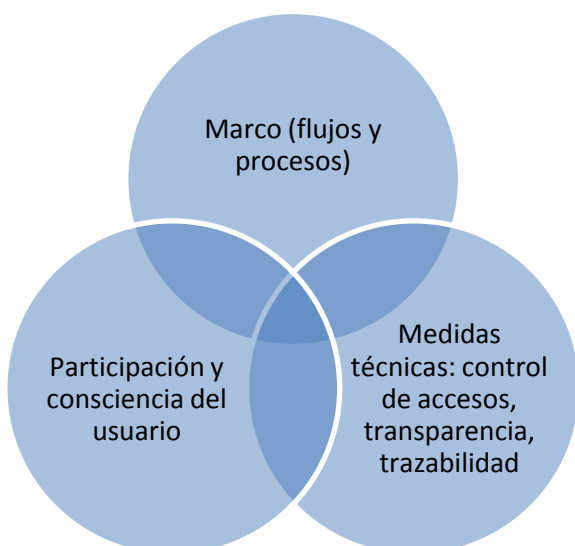 Marco (flujos y
procesos)
Participación y
consciencia del
usuario
Medidas
técnicas: control
de accesos,
transparencia,
trazabilidad